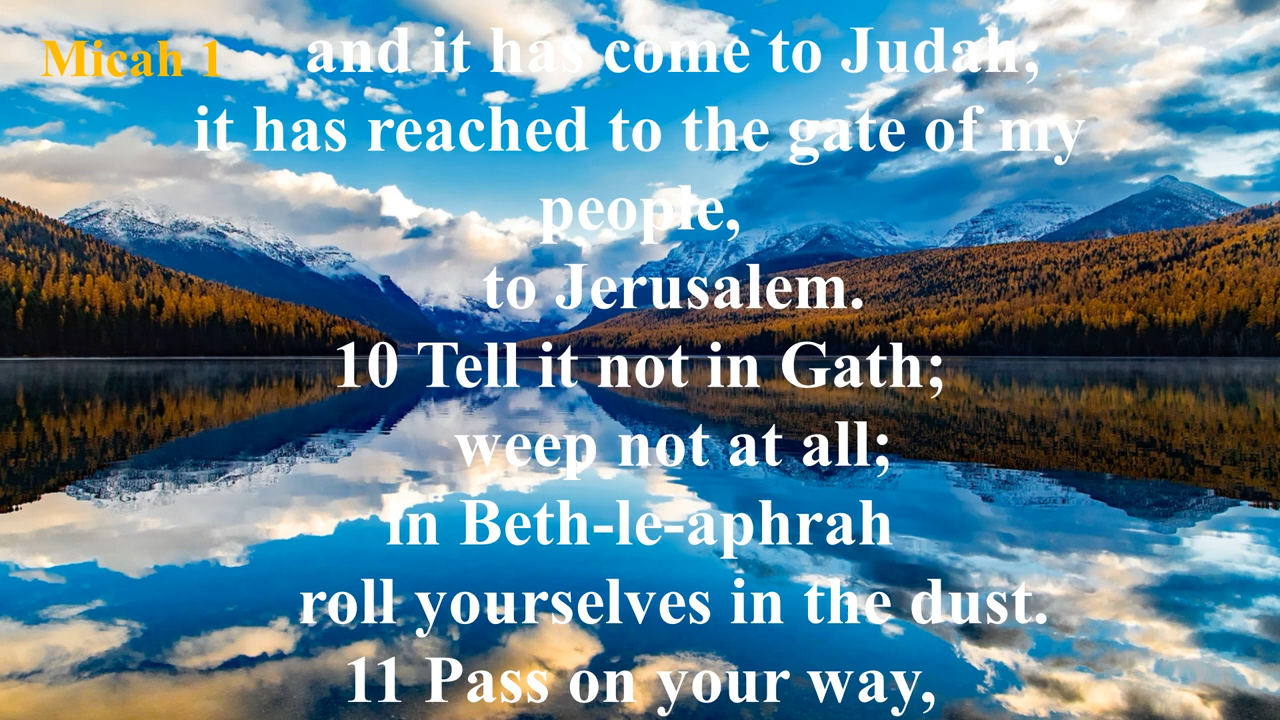 Micah 1
and it has come to Judah;
it has reached to the gate of my
people,
to Jerusalem.
10 Tell it not in Gath;
weep not at all;
in Beth-le-aphrah
roll yourselves in the dust.
11 Pass on your way,